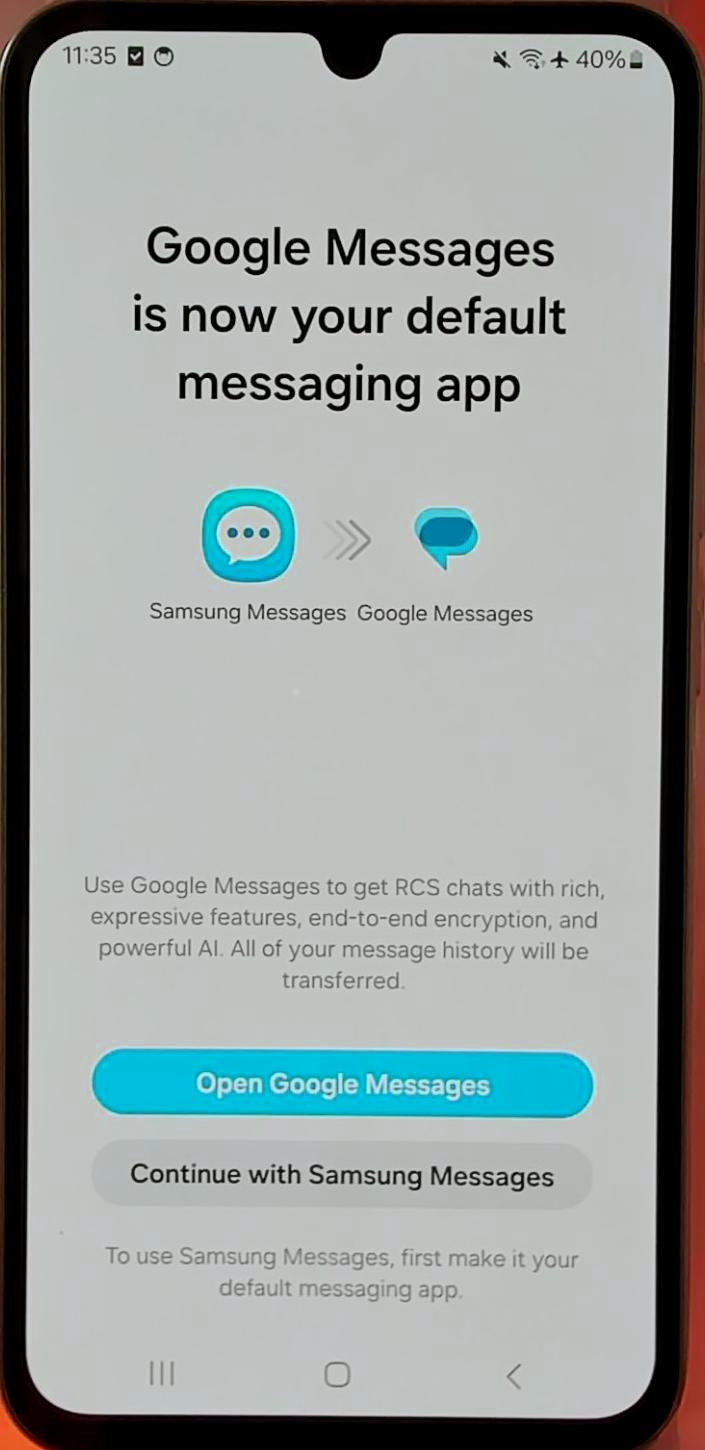 11:35 40%
Google Messages
is now your default
messaging app
Samsung Messages Google Messages
Use Google Messages to get RCS chats with rich,
expressive features, end-to-end encryption, and
powerful AI. All of your message history will be
transferred.
Open Google Messages
Continue with Samsung Messages
To use Samsung Messages, first make it your
default messaging app.